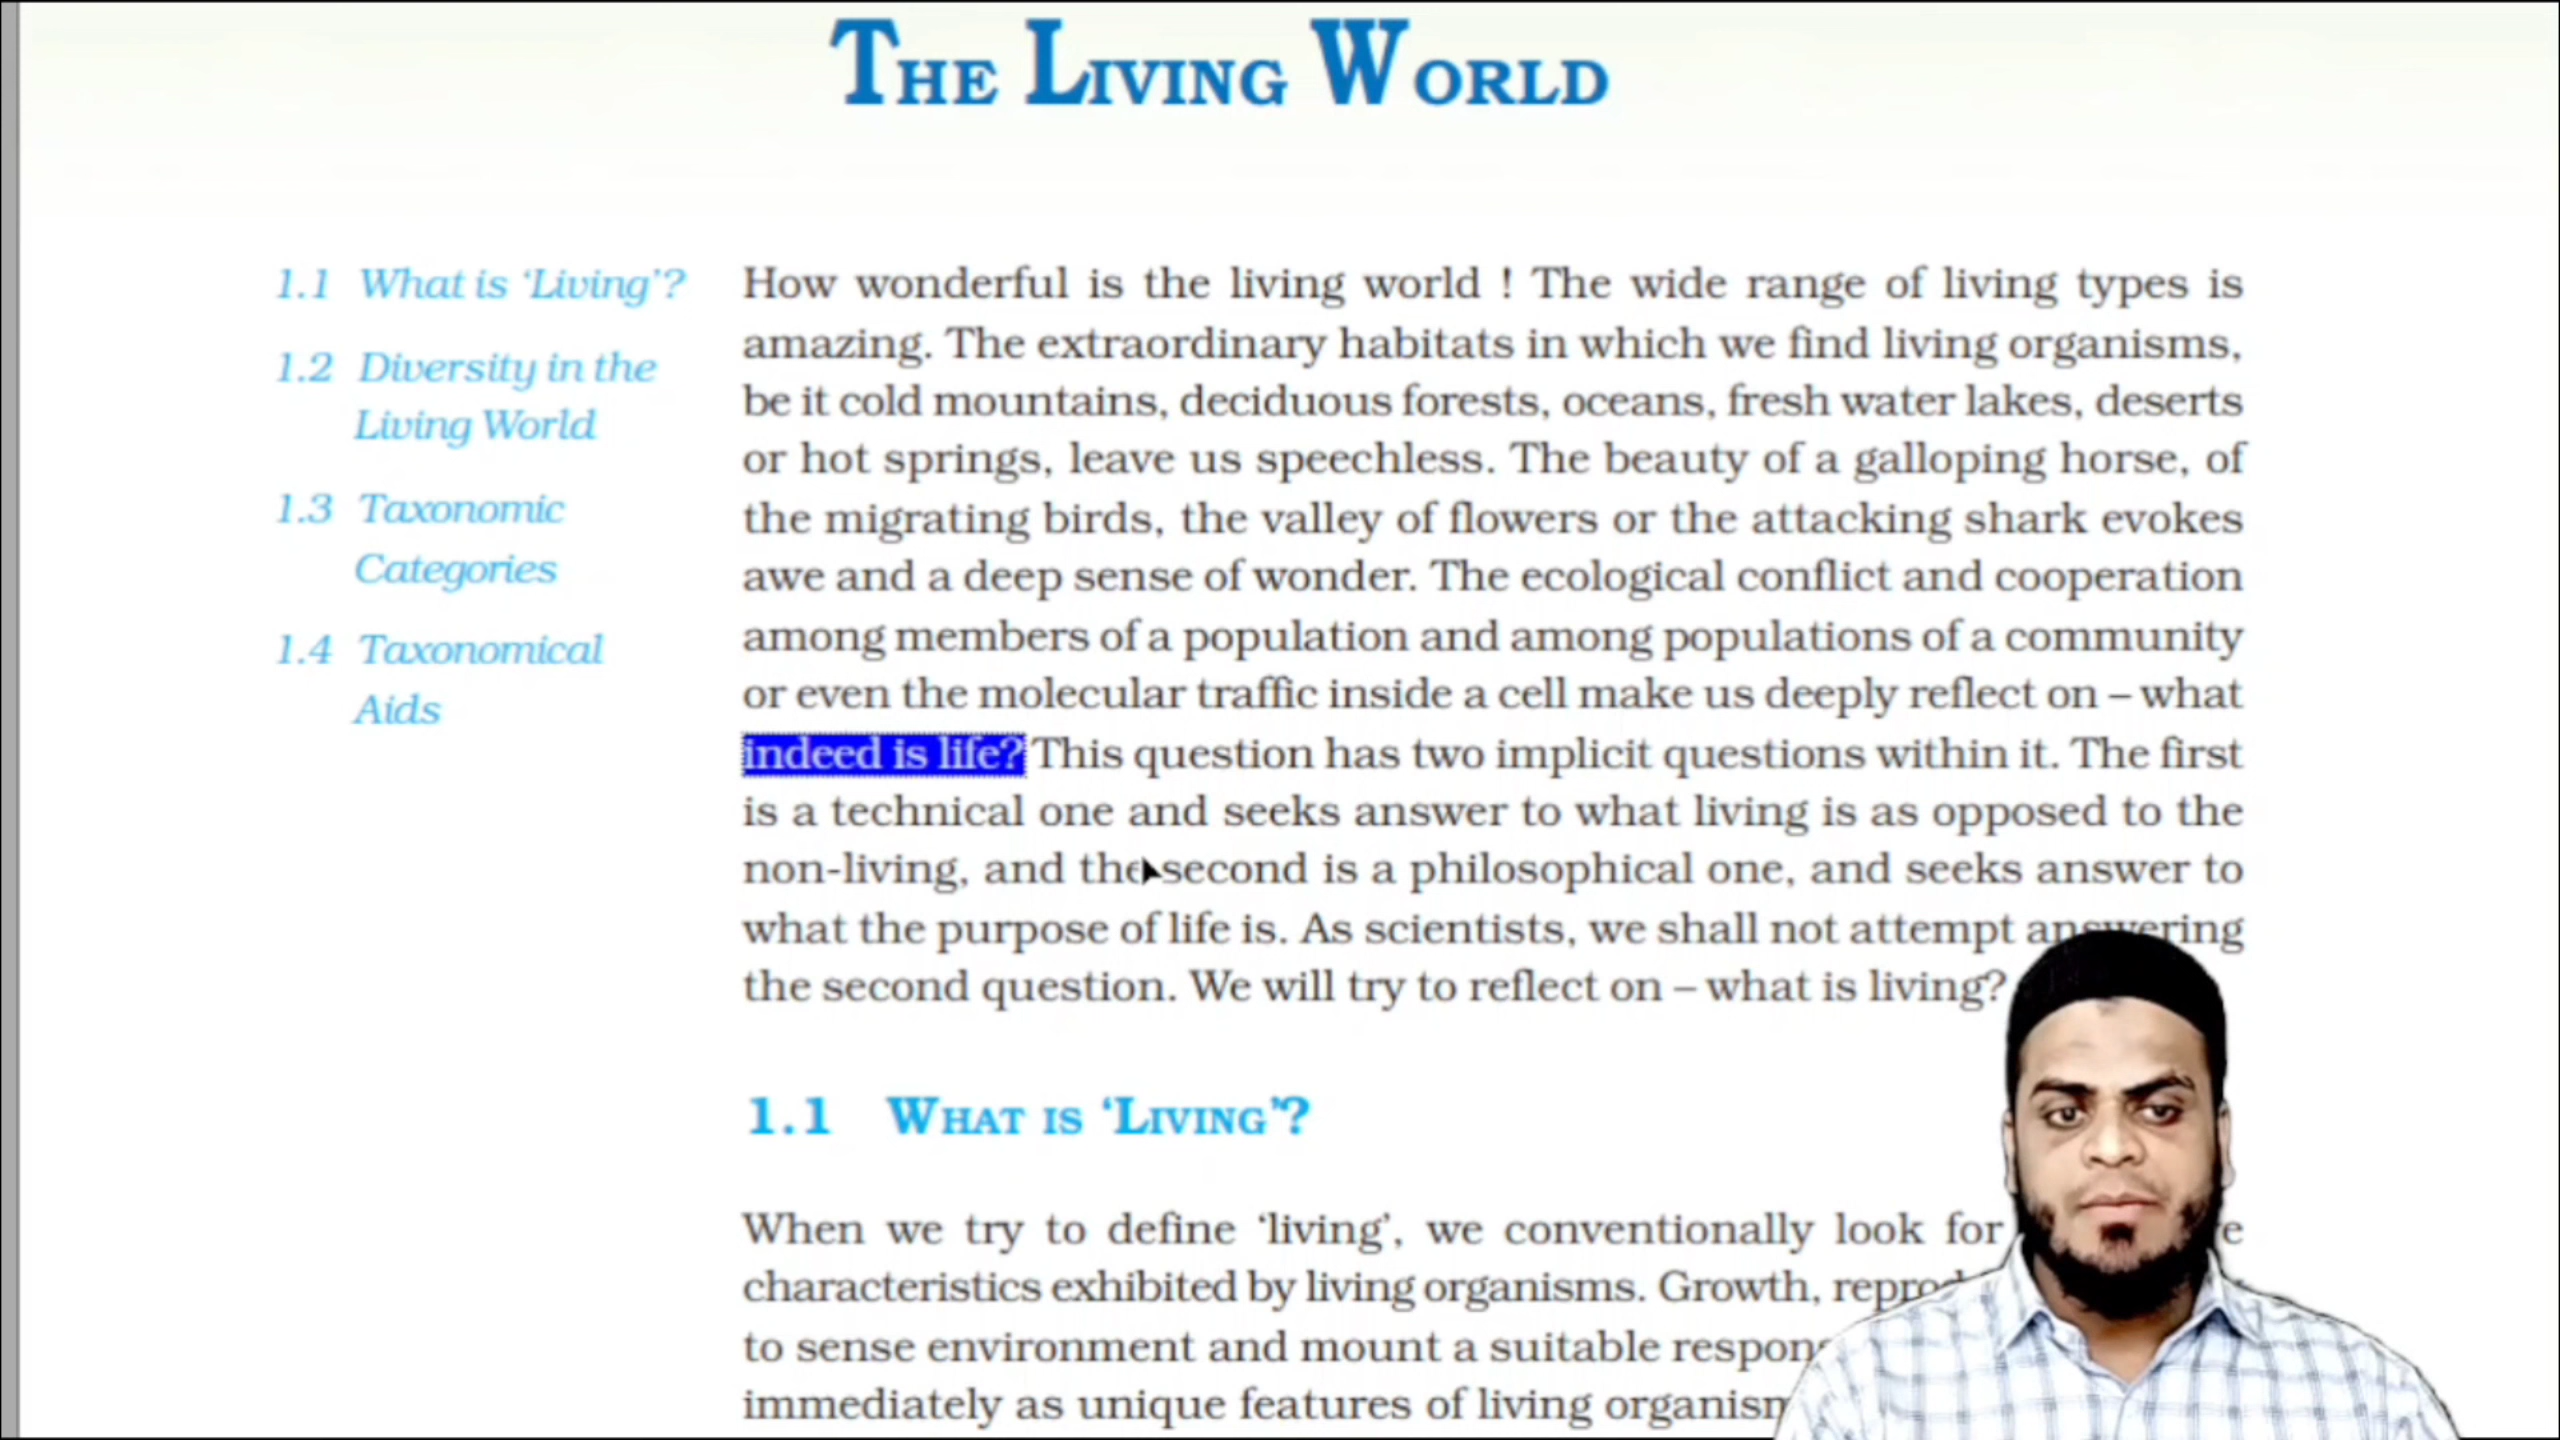 THE LIVING WORLD
1.1 What is ‘Living’?
1.2 Diversity in the
Living World
1.3 Taxonomic
Categories
1.4 Taxonomical
Aids
How wonderful is the living world ! The wide range of living types is
amazing. The extraordinary habitats in which we find living organisms,
be it cold mountains, deciduous forests, oceans, fresh water lakes, deserts
or hot springs, leave us speechless. The beauty of a galloping horse, of
the migrating birds, the valley of flowers or the attacking shark evokes
awe and a deep sense of wonder. The ecological conflict and cooperation
among members of a population and among populations of a community
or even the molecular traffic inside a cell make us deeply reflect on – what
indeed is life? This question has two implicit questions within it. The first
is a technical one and seeks answer to what living is as opposed to the
non-living, and the second is a philosophical one, and seeks answer to
what the purpose of life is. As scientists, we shall not attempt answering
the second question. We will try to reflect on – what is living?
1.1 WHAT IS ‘LIVING’?
When we try to define ‘living’, we conventionally look for
characteristics exhibited by living organisms. Growth,
to sense environment and mount a suitable
immediately as unique features of living